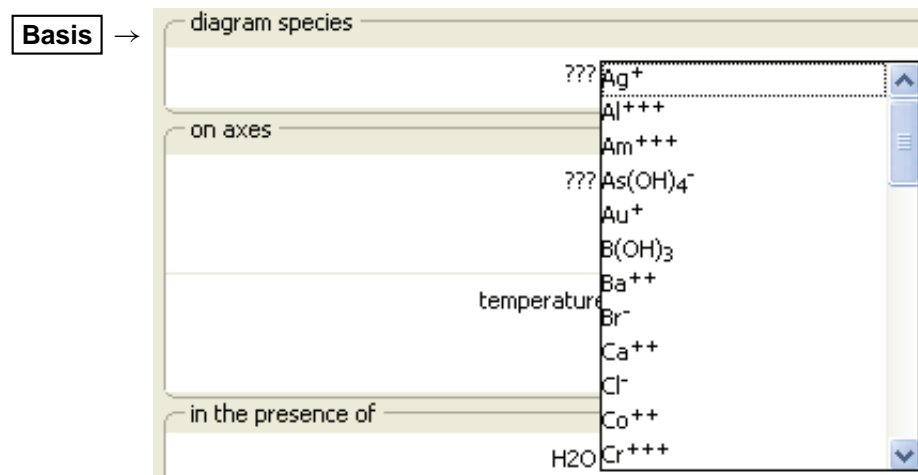 Basis →
diagram species
???
Ag+
Al+++
Am+++
on axes
???
As(OH)4-
Au+
B(OH)3
Ba++
temperature
Br-
Ca++
Cl-
in the presence of
Co++
H2O
Cr+++